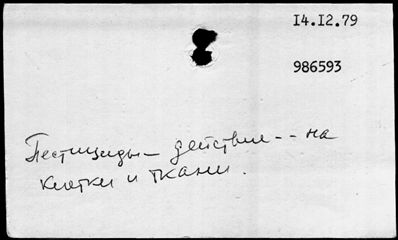 14.12.79
986593
Пестициды – действие -- на
клетки и ткани.